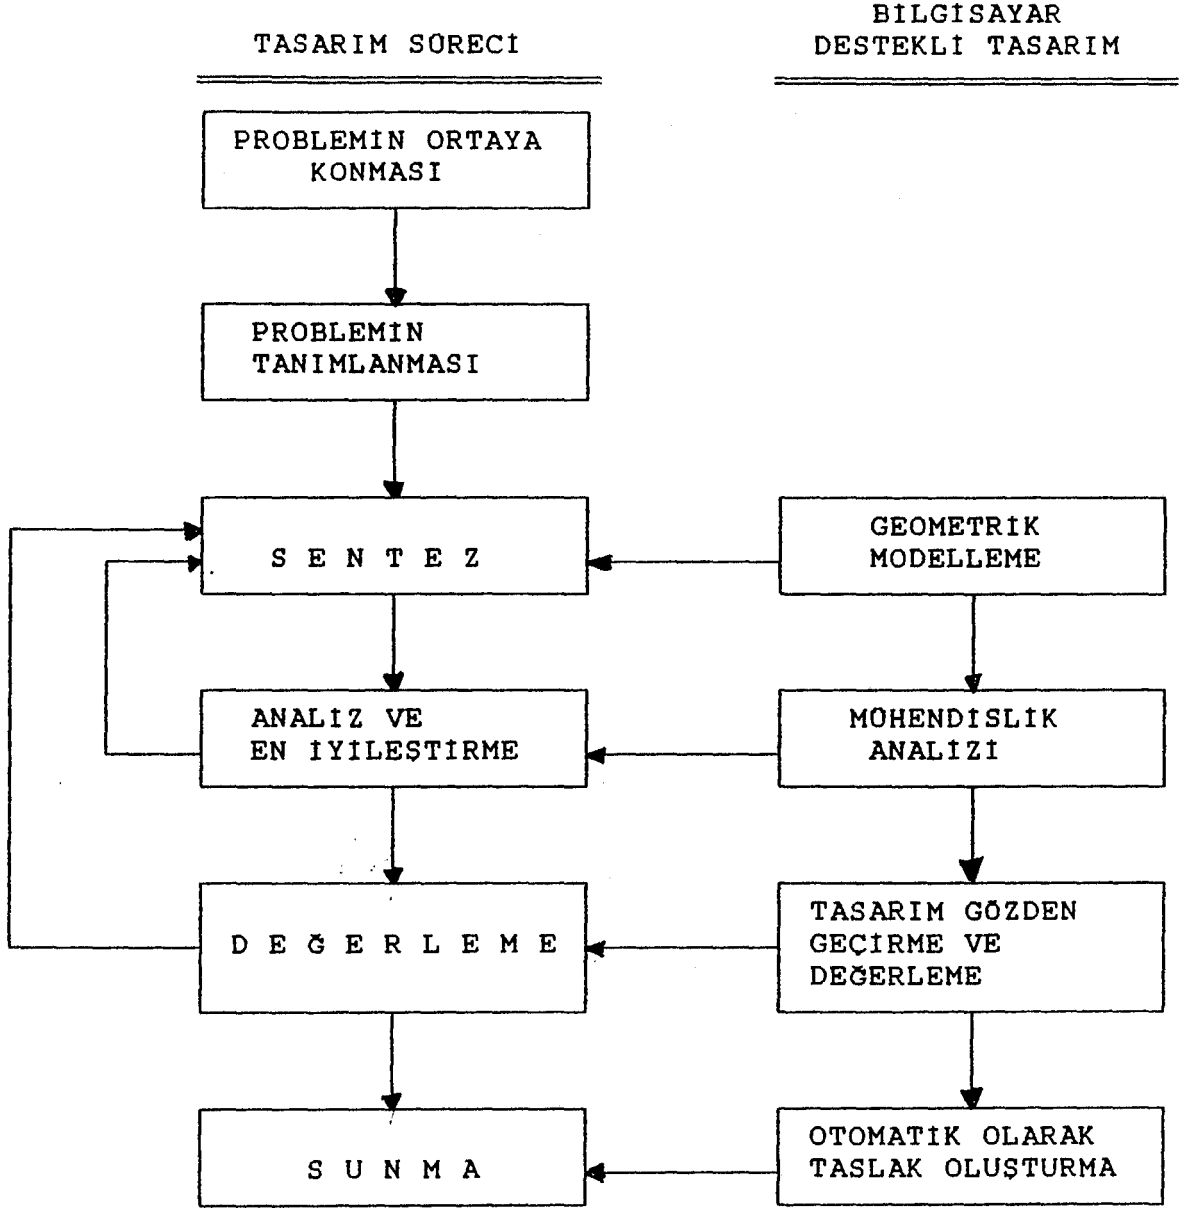 TASARIM SÜRECİ
BİLGİSAYAR
DESTEKLİ TASARIM
PROBLEMİN ORTAYA
KONMASI
PROBLEMİN
TANIMLANMASI
S E N T E Z
GEOMETRİK
MODELLEME
ANALİZ VE
EN İYİLEŞTİRME
MÜHENDİSLİK
ANALİZİ
D E Ğ E R L E M E
TASARIM GÖZDEN
GEÇİRME VE
DEĞERLEME
S U N M A
OTOMATİK OLARAK
TASLAK OLUŞTURMA